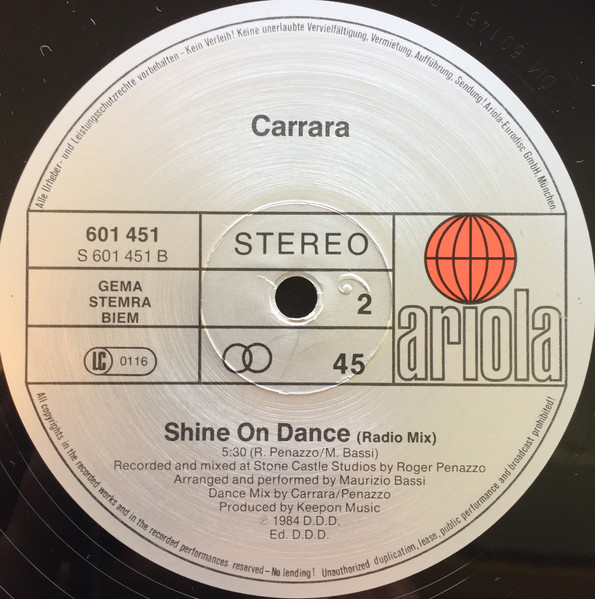 Alle Urheber- und Leistungsschutzrechte vorbehalten – Kein Verleih! Keine unerlaubte Vervielfältigung, Vermietung, Aufführung, Sendung! Ariola-Eurodisc GmbH, München.
Carrara
601 451
S 601 451 B
STEREO
GEMA
STEMRA
BIEM
2
LC 0116
45
ariola
Shine On Dance (Radio Mix)
5:30 (R. Penazzo/M. Bassi)
Recorded and mixed at Stone Castle Studios by Roger Penazzo
Arranged and performed by Maurizio Bassi
Dance Mix by Carrara/Penazzo
Produced by Keepon Music
℗ 1984 D.D.D.
Ed. D.D.D.
All copyrights in the recorded works and in the recorded performances reserved – No lending! Unauthorized duplication, lease, public performance and broadcast prohibited!